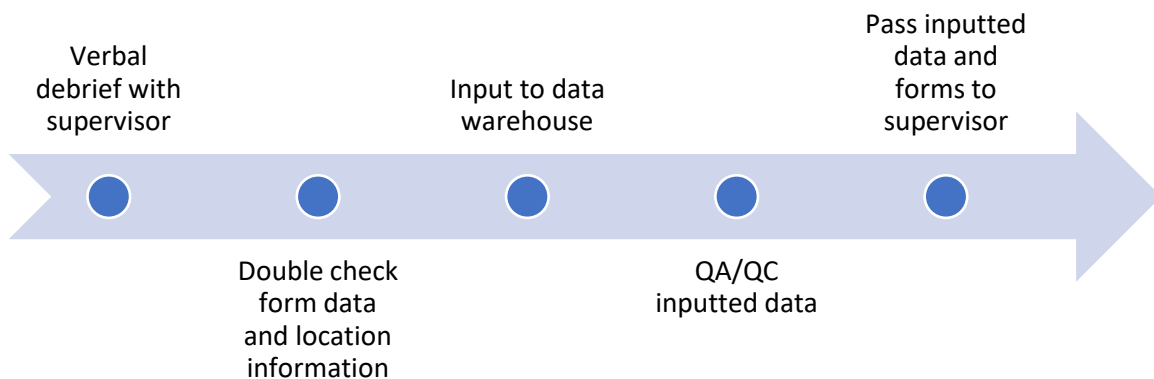 Verbal
debrief with
supervisor
Double check
form data
and location
information
Input to data
warehouse
QA/QC
inputted data
Pass inputted
data and
forms to
supervisor